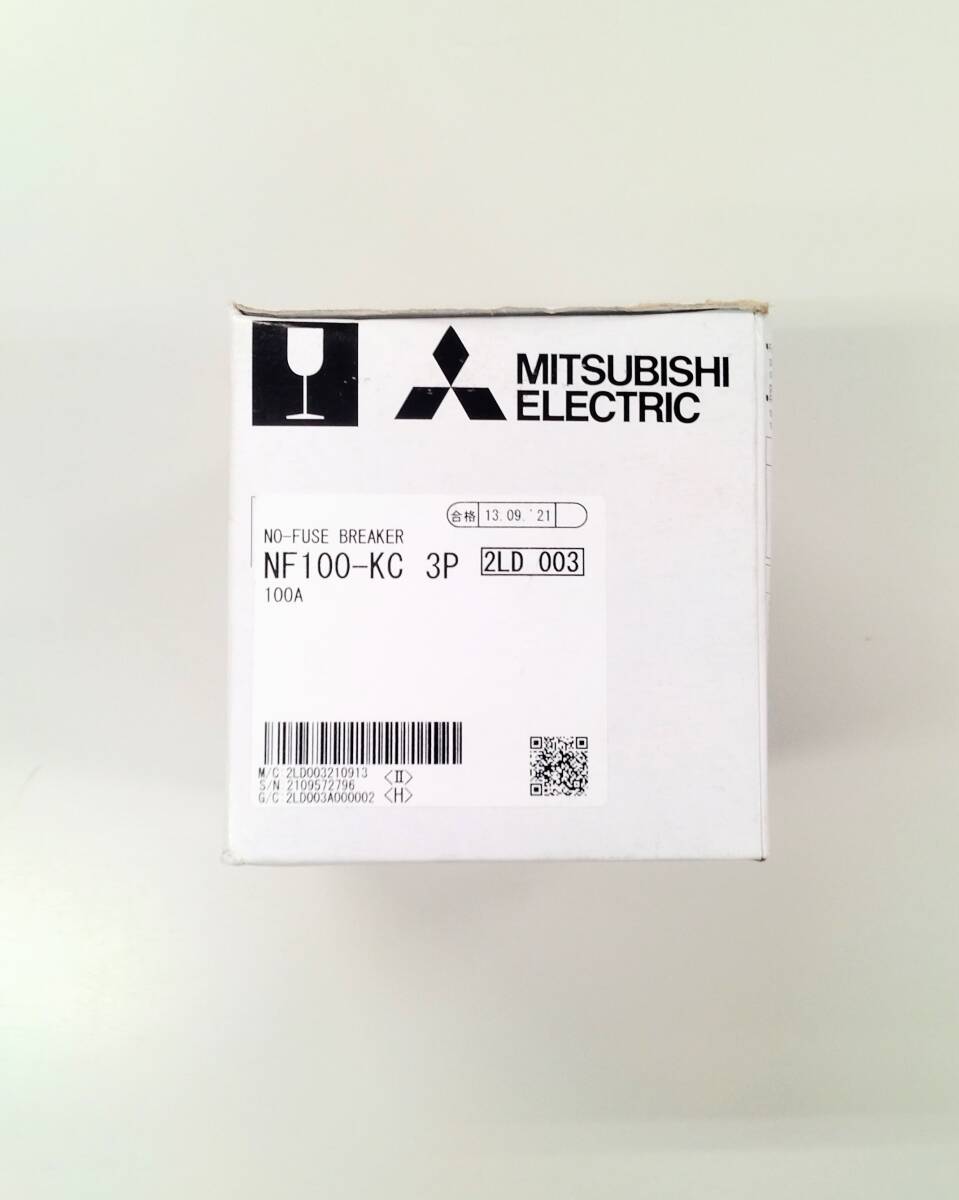 MITSUBISHI
ELECTRIC
合格 13.09.'21
NO-FUSE BREAKER
NF100-KC 3P 2LD 003
100A
M/C:2LD003210913 〈Ⅱ〉
S/N:2109572796
G/C:2LD003A000002 〈H〉